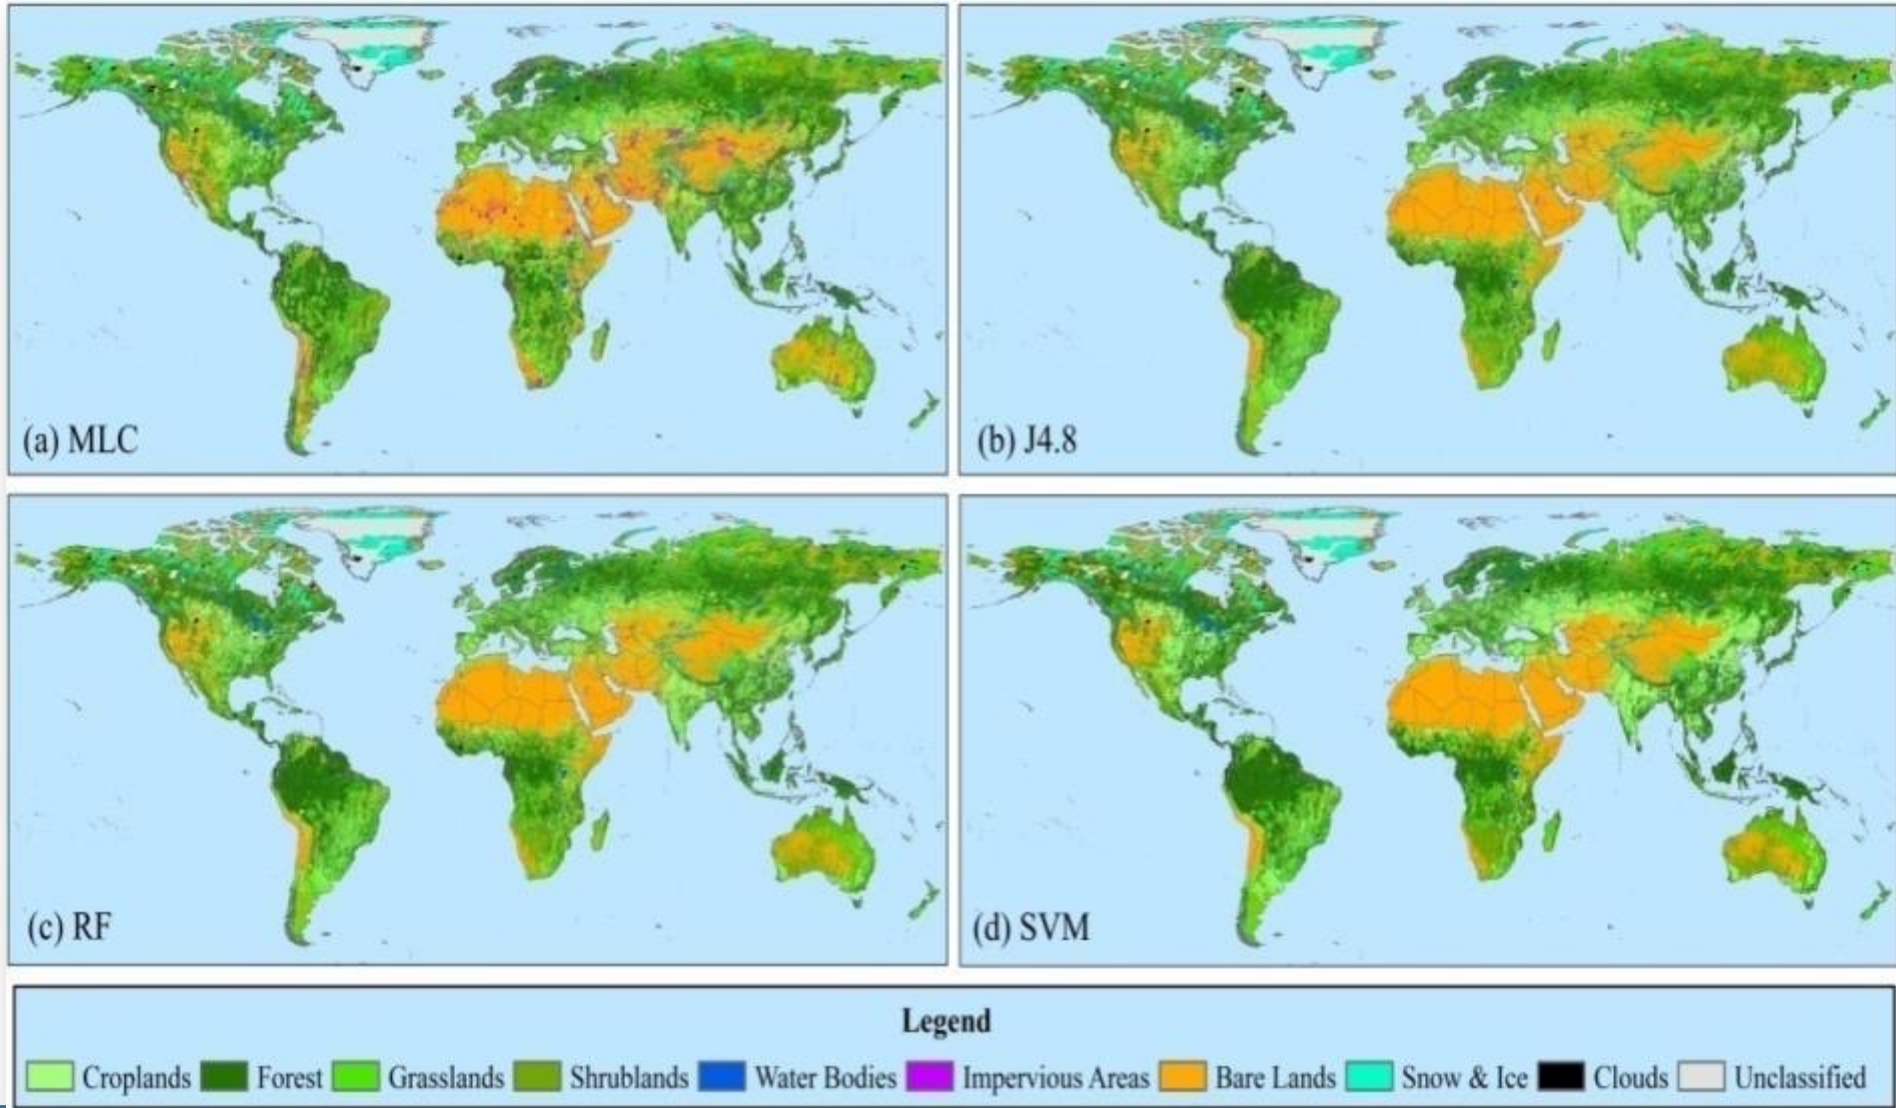 (a) MLC
(b) J4.8
(c) RF
(d) SVM
Legend
Croplands Forest Grasslands Shrublands Water Bodies Impervious Areas Bare Lands Snow & Ice Clouds Unclassified